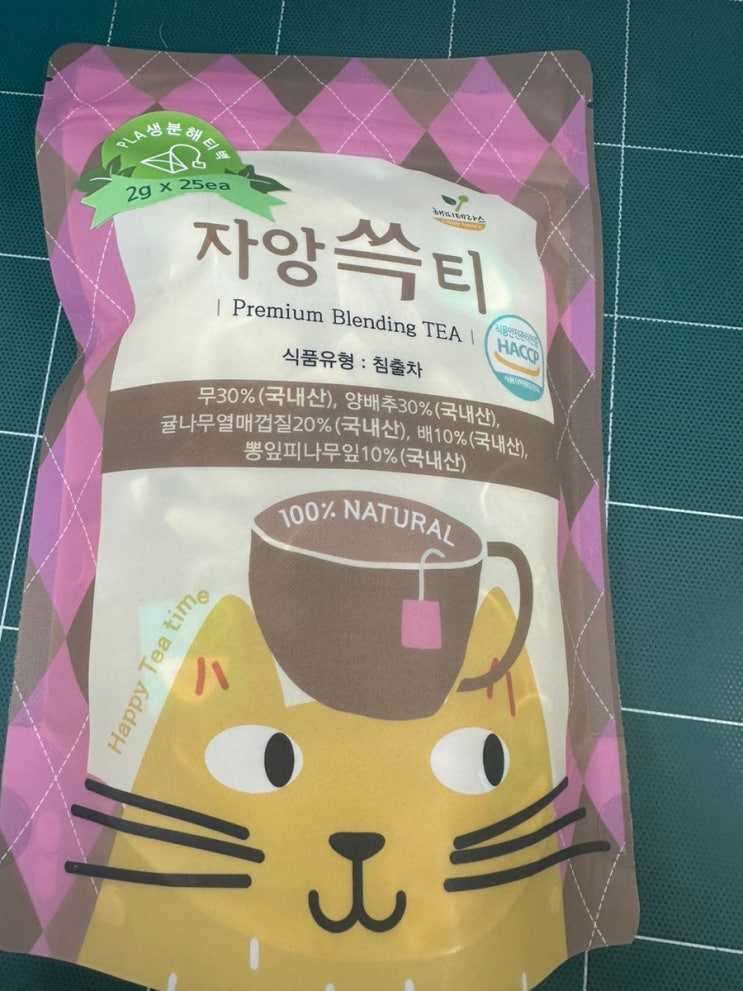 PLA생분해티백
2g x 25ea
해피테라스
자앙쓱티
Premium Blending TEA
식품유형 : 침출차
HACCP
무30%(국내산), 양배추30%(국내산),
귤나무열매껍질20%(국내산), 배10%(국내산),
뽕잎피나무잎10%(국내산)
100% NATURAL
Happy Tea time